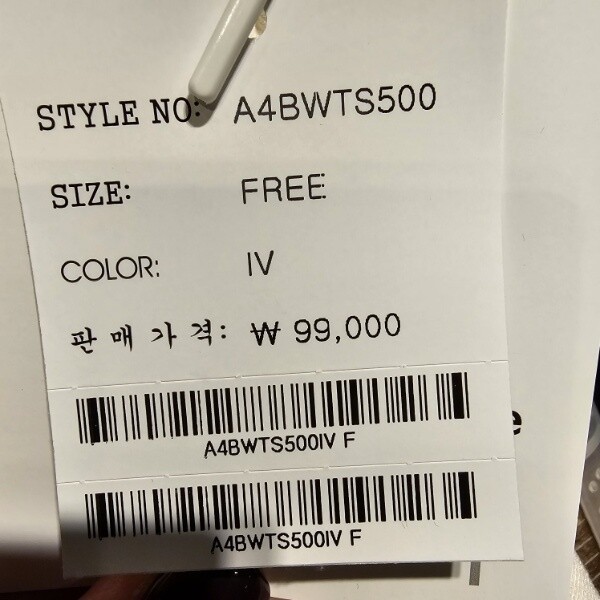 STYLE NO: A4BWTS500
SIZE: FREE
COLOR: IV
판매가격: ₩ 99,000
A4BWTS500IV F
A4BWTS500IV F
e